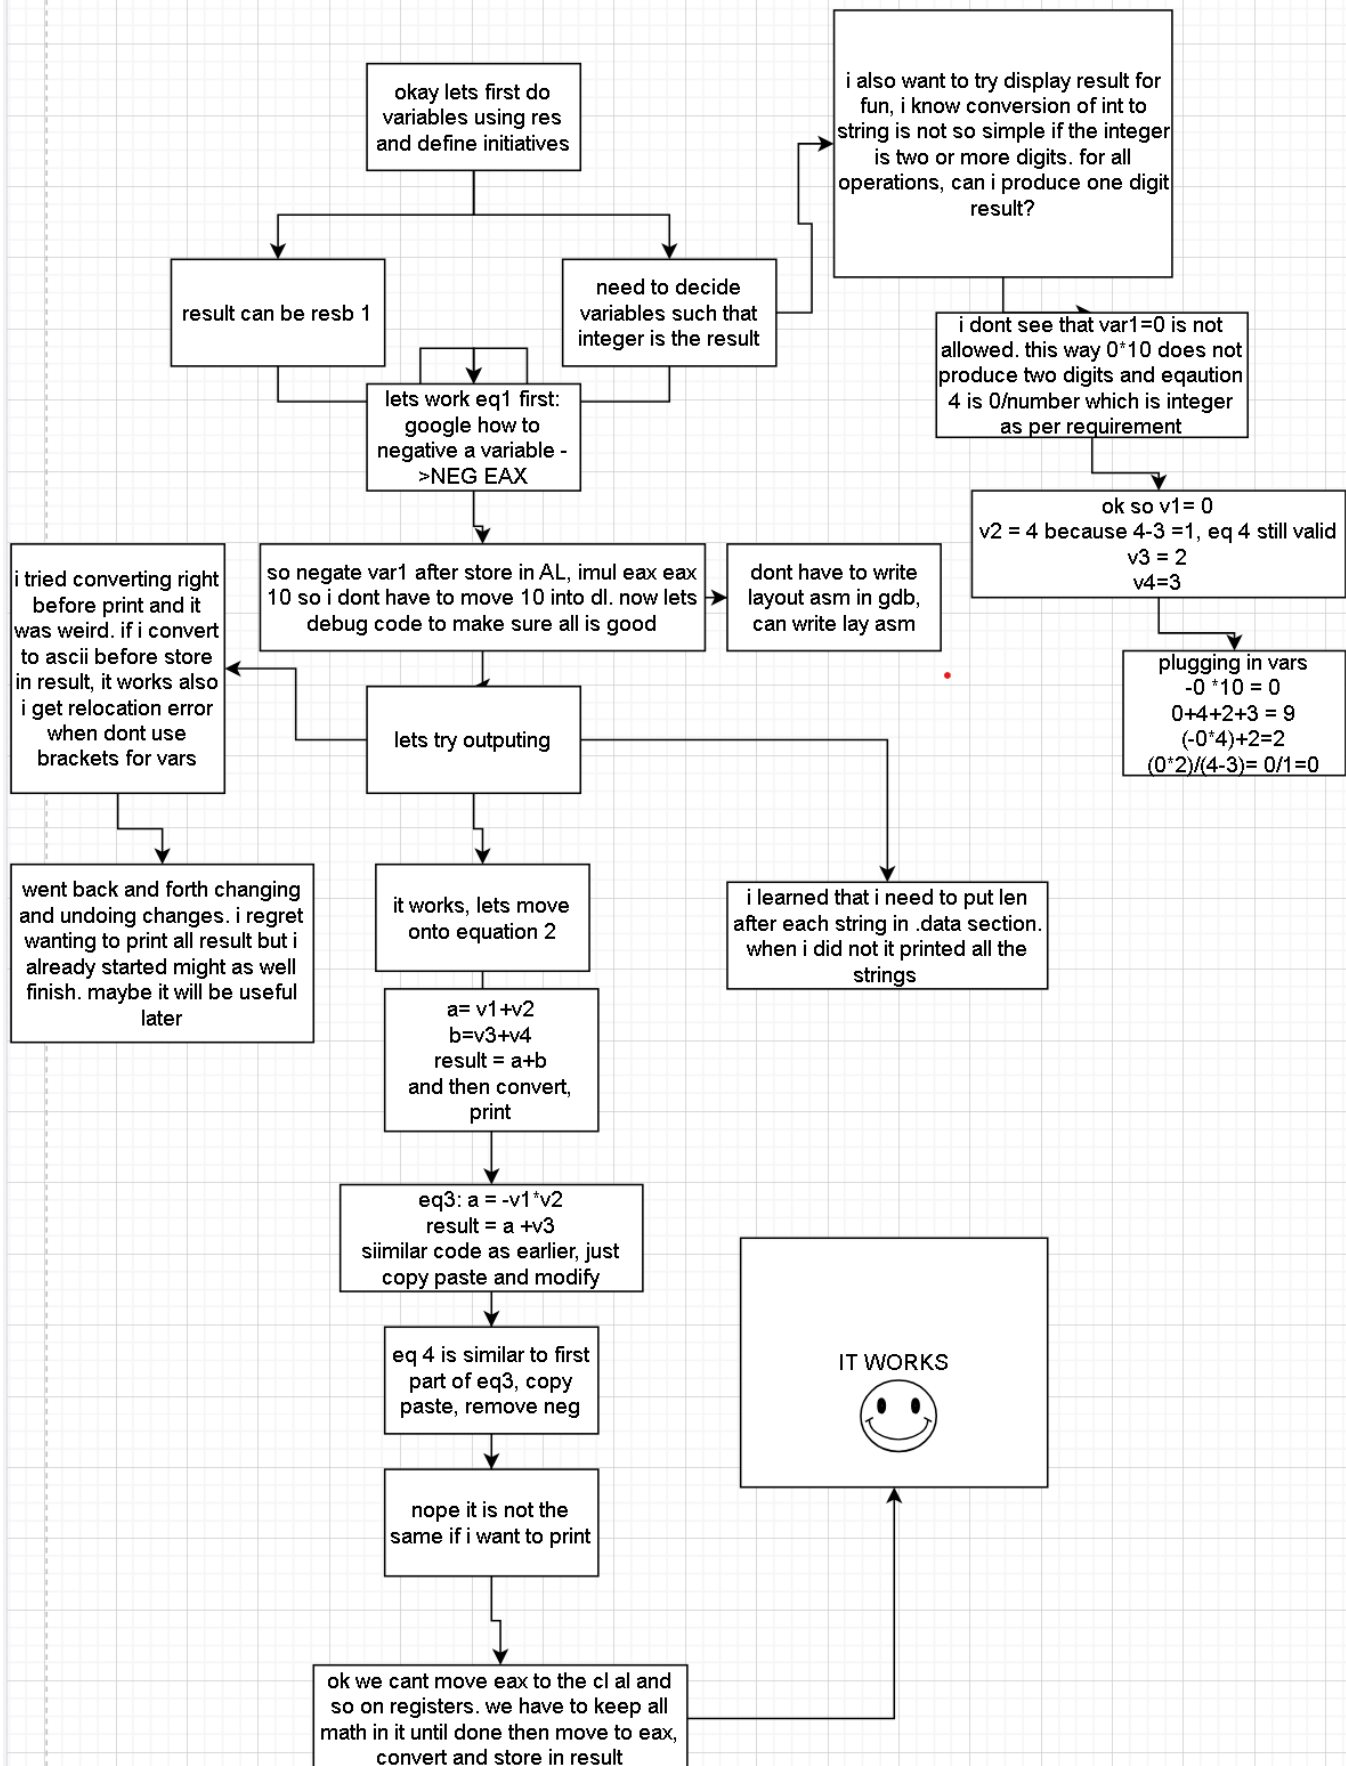 okay lets first do
variables using res
and define initiatives
i also want to try display result for
fun, i know conversion of int to
string is not so simple if the integer
is two or more digits. for all
operations, can i produce one digit
result?
result can be resb 1
need to decide
variables such that
integer is the result
i dont see that var1=0 is not
allowed. this way 0*10 does not
produce two digits and eqaution
4 is 0/number which is integer
as per requirement
lets work eq1 first:
google how to
negative a variable -
>NEG EAX
ok so v1= 0
v2 = 4 because 4-3 =1, eq 4 still valid
v3 = 2
v4=3
i tried converting right
before print and it
was weird. if i convert
to ascii before store
in result, it works also
i get relocation error
when dont use
brackets for vars
so negate var1 after store in AL, imul eax eax
10 so i dont have to move 10 into dl. now lets
debug code to make sure all is good
dont have to write
layout asm in gdb,
can write lay asm
plugging in vars
-0 *10 = 0
0+4+2+3 = 9
(-0*4)+2=2
(0*2)/(4-3)= 0/1=0
lets try outputing
went back and forth changing
and undoing changes. i regret
wanting to print all result but i
already started might as well
finish. maybe it will be useful
later
it works, lets move
onto equation 2
i learned that i need to put len
after each string in .data section.
when i did not it printed all the
strings
a= v1+v2
b=v3+v4
result = a+b
and then convert,
print
eq3: a = -v1*v2
result = a +v3
siimilar code as earlier, just
copy paste and modify
eq 4 is similar to first
part of eq3, copy
paste, remove neg
IT WORKS
nope it is not the
same if i want to print
ok we cant move eax to the cl al and
so on registers. we have to keep all
math in it until done then move to eax,
convert and store in result